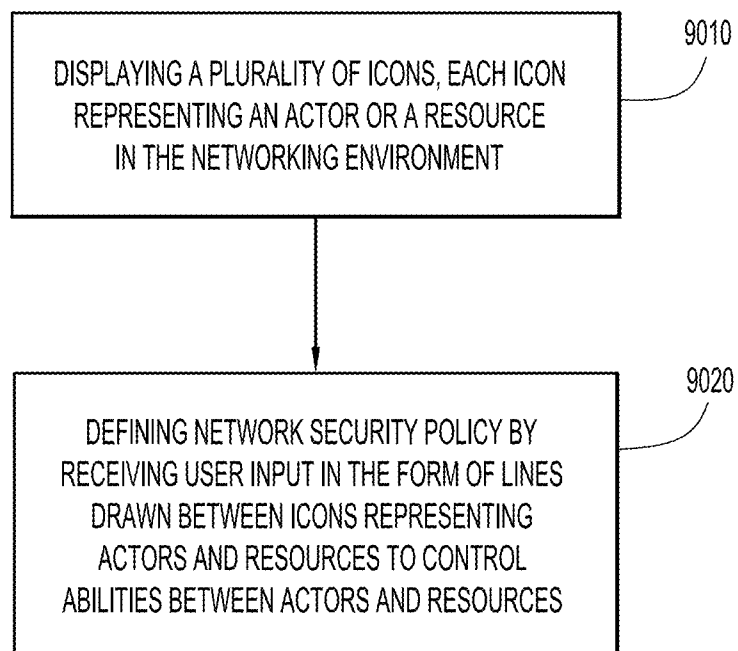 9010
DISPLAYING A PLURALITY OF ICONS, EACH ICON
REPRESENTING AN ACTOR OR A RESOURCE
IN THE NETWORKING ENVIRONMENT
9020
DEFINING NETWORK SECURITY POLICY BY
RECEIVING USER INPUT IN THE FORM OF LINES
DRAWN BETWEEN ICONS REPRESENTING
ACTORS AND RESOURCES TO CONTROL
ABILITIES BETWEEN ACTORS AND RESOURCES